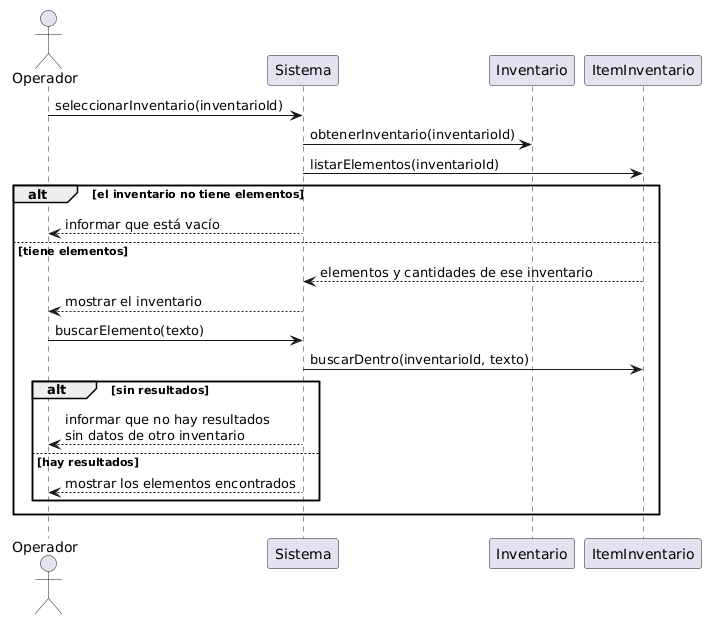 Operador
Sistema
Inventario
ItemInventario
seleccionarInventario(inventarioId)
obtenerInventario(inventarioId)
listarElementos(inventarioId)
alt
[el inventario no tiene elementos]
informar que está vacío
[tiene elementos]
elementos y cantidades de ese inventario
mostrar el inventario
buscarElemento(texto)
buscarDentro(inventarioId, texto)
alt
[sin resultados]
informar que no hay resultados
sin datos de otro inventario
[hay resultados]
mostrar los elementos encontrados
Operador
Sistema
Inventario
ItemInventario